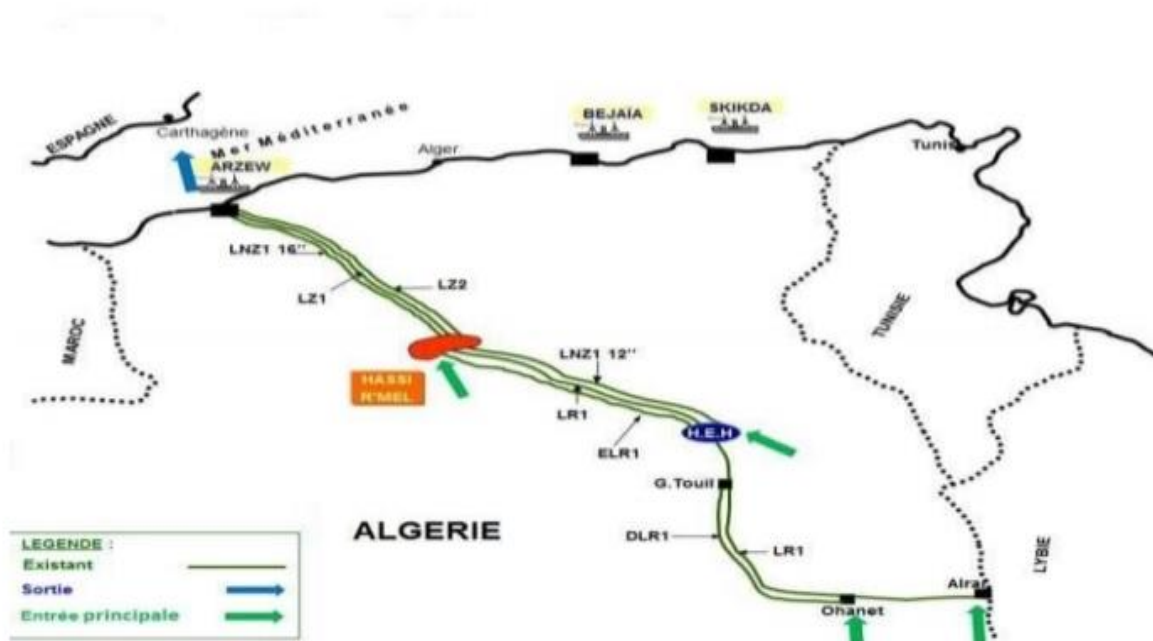 ESPAGNE
Carthagène
Mer Méditerranée
ARZEW
Alger
BEJAÏA
SKIKDA
Tunis
LNZ1 16''
LZ1
LZ2
MAROC
TUNISIE
HASSI
R'MEL
LNZ1 12''
LR1
ELR1
H.E.H
G.Touil
ALGERIE
DLR1
LR1
LYBIE
Alrar
Ohanet
LEGENDE :
Existant
Sortie
Entrée principale